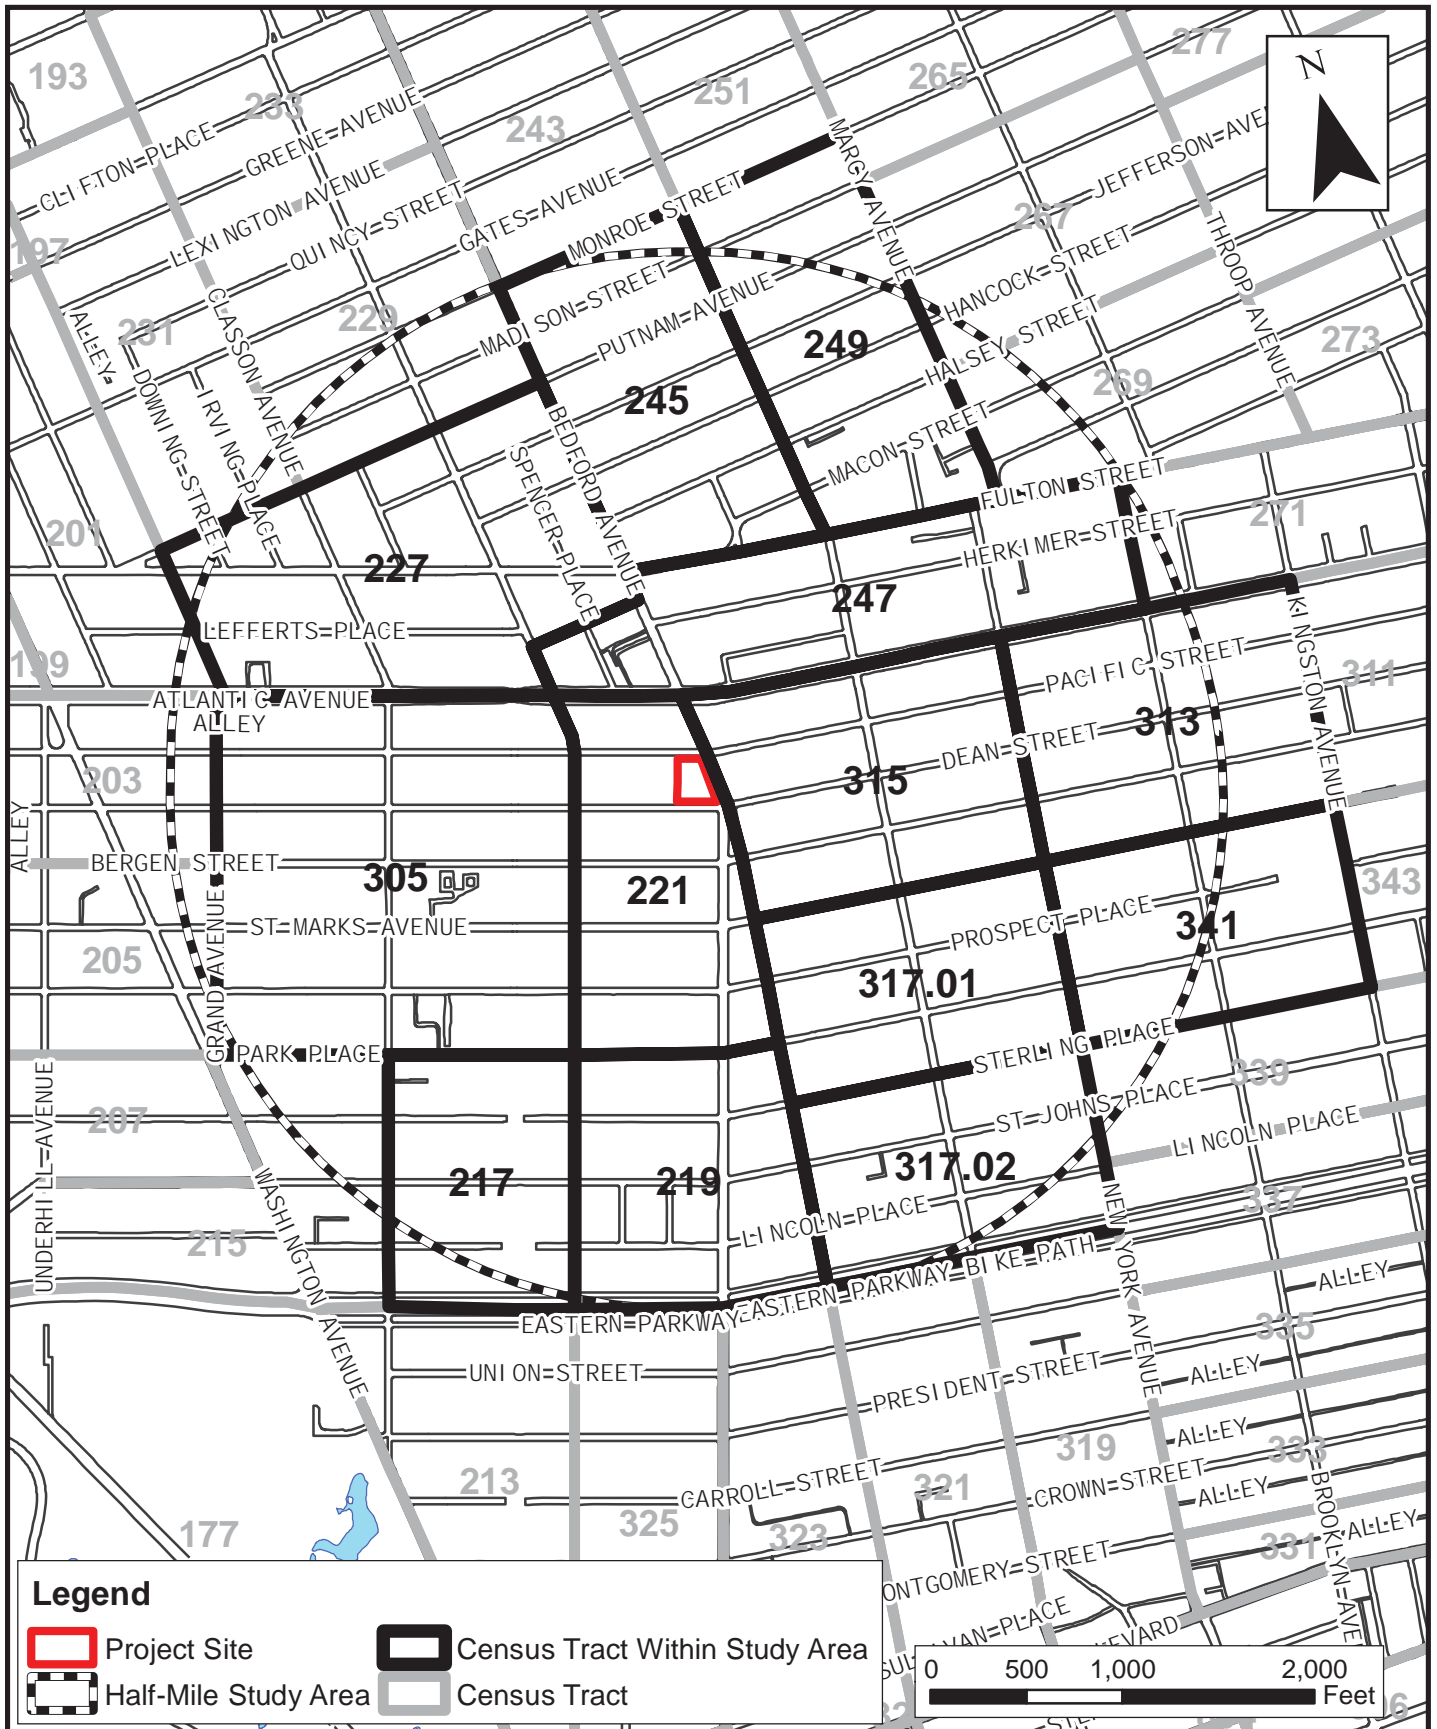 277
193
265
251
N
233
243
MARCY AVENUE
JEFFERSON AVE
GREENE AVENUE
CLIFTON PLACE
LEXINGTON AVENUE
QUINCY STREET
GATES AVENUE
MONROE STREET
267
THROOP AVENUE
197
HANCOCK STREET
ALLEY
CLASSON AVENUE
231
229
MADISON STREET
PUTNAM AVENUE
249
HALSEY STREET
273
269
DOWNING STREET
IRVING PLACE
245
BEDFORD AVENUE
SPENCER PLACE
MACON STREET
FULTON STREET
271
201
HERKIMER STREET
227
247
LEFFERTS PLACE
KINGSTON AVENUE
199
PACIFIC STREET
311
ATLANTIC AVENUE
ALLEY
313
DEAN STREET
203
315
ALLEY
BERGEN STREET
305
221
343
GRAND AVENUE
ST MARKS AVENUE
PROSPECT PLACE
341
205
317.01
PARK PLACE
STERLING PLACE
339
UNDERHILL AVENUE
207
ST JOHNS PLACE
LINCOLN PLACE
217
219
317.02
WASHINGTON AVENUE
NEW YORK AVENUE
337
LINCOLN PLACE
215
EASTERN PARKWAY BIKE PATH
ALLEY
EASTERN PARKWAY
335
UNION STREET
PRESIDENT STREET
ALLEY
ALLEY
319
333
213
CARROLL STREET
321
CROWN STREET
ALLEY
BROOKLYN AVE
325
323
ALLEY
177
331
ONTGOMERY STREET
VAN PLACE
EVARD
SUL
Legend
Project Site
Census Tract Within Study Area
Half-Mile Study Area
Census Tract
0 500 1,000 2,000
Feet